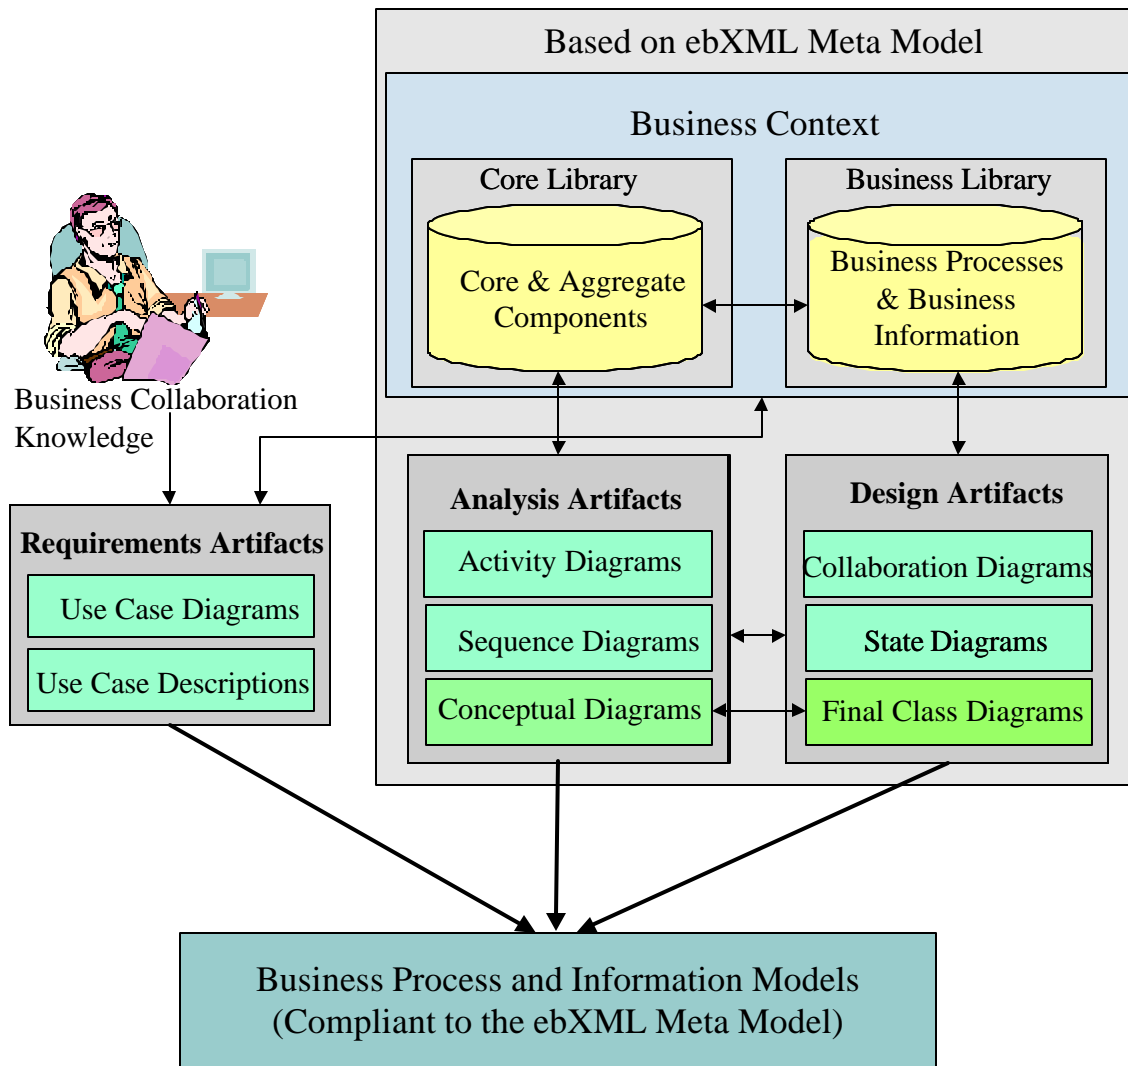 Based on ebXML Meta Model
Business Context
Core Library
Core & Aggregate
Components
Business Library
Business Processes
& Business
Information
Business Collaboration
Knowledge
Requirements Artifacts
Use Case Diagrams
Use Case Descriptions
Analysis Artifacts
Activity Diagrams
Sequence Diagrams
Conceptual Diagrams
Design Artifacts
Collaboration Diagrams
State Diagrams
Final Class Diagrams
Business Process and Information Models
(Compliant to the ebXML Meta Model)